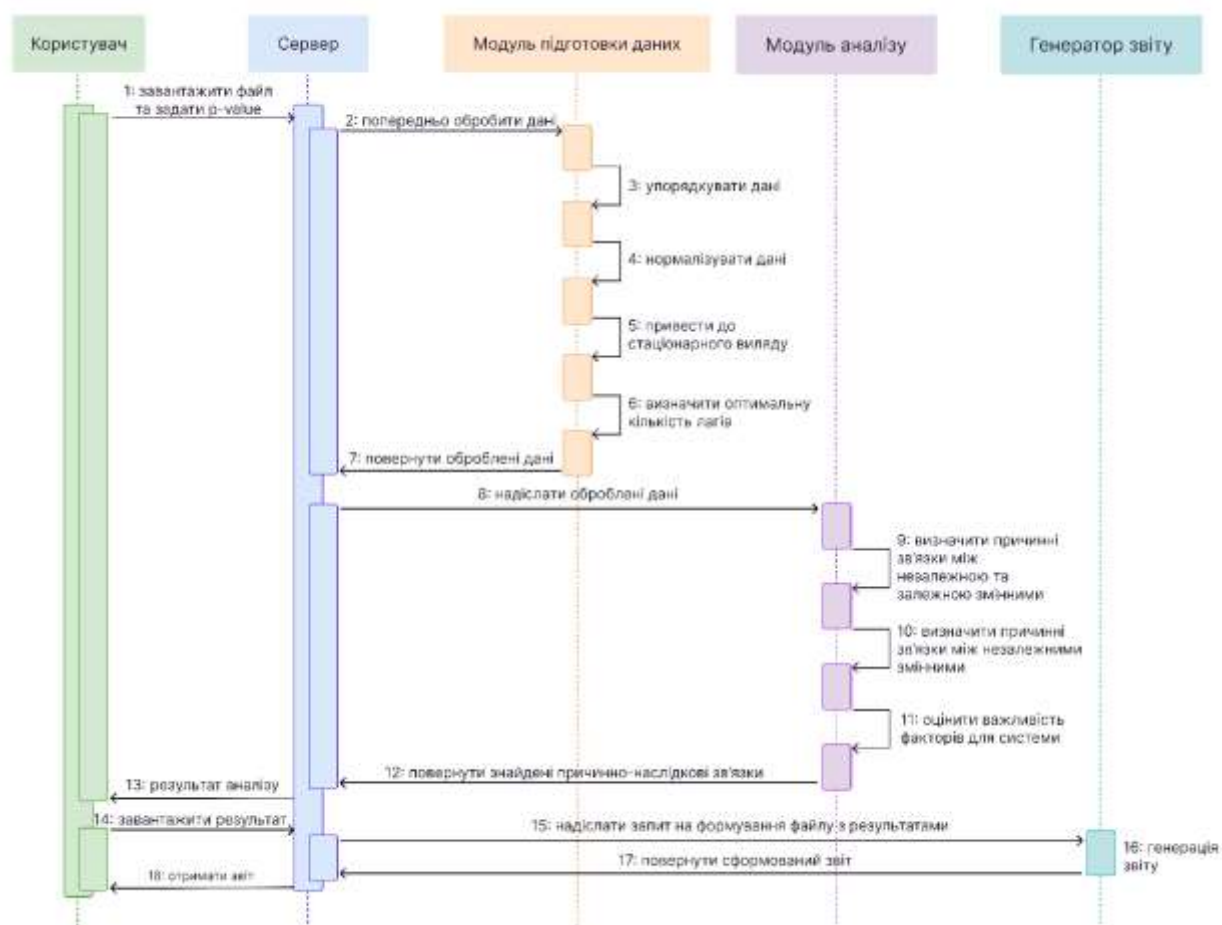 Користувач
Сервер
Модуль підготовки даних
Модуль аналізу
Генератор звіту
1: завантажити файл
та задати p-value
2: попередньо обробити дані
3: упорядкувати дані
4: нормалізувати дані
5: привести до
стаціонарного вигляду
6: визначити оптимальну
кількість лагів
7: повернути оброблені дані
8: надіслати оброблені дані
9: визначити причинні
зв'язки між
незалежною та
залежною змінними
10: визначити причинні
зв'язки між незалежними
змінними
11: оцінити важливість
факторів для системи
12: повернути знайдені причинно-наслідкові зв'язки
13: результат аналізу
14: завантажити результат
15: надіслати запит на формування файлу з результатами
16: генерація
звіту
17: повернути сформований звіт
18: отримати звіт